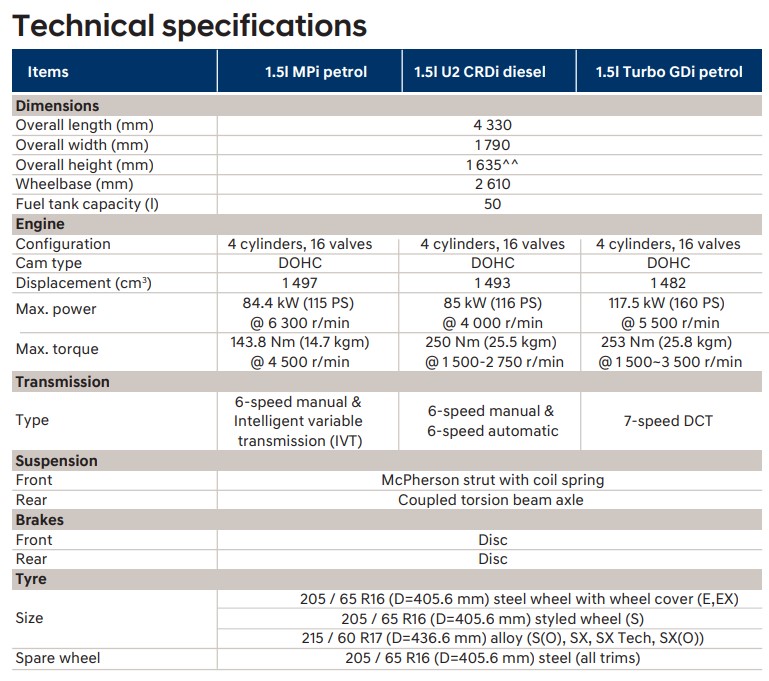 Technical specifications
Items 1.5l MPi petrol 1.5l U2 CRDi diesel 1.5l Turbo GDi petrol
Dimensions
Overall length (mm) 4 330
Overall width (mm) 1 790
Overall height (mm) 1 635^^
Wheelbase (mm) 2 610
Fuel tank capacity (l) 50
Engine
Configuration 4 cylinders, 16 valves 4 cylinders, 16 valves 4 cylinders, 16 valves
Cam type DOHC DOHC DOHC
Displacement (cm³) 1 497 1 493 1 482
Max. power 84.4 kW (115 PS) 85 kW (116 PS) 117.5 kW (160 PS)
@ 6 300 r/min @ 4 000 r/min @ 5 500 r/min
Max. torque 143.8 Nm (14.7 kgm) 250 Nm (25.5 kgm) 253 Nm (25.8 kgm)
@ 4 500 r/min @ 1 500-2 750 r/min @ 1 500~3 500 r/min
Transmission
Type 6-speed manual & 6-speed manual & 7-speed DCT
Intelligent variable 6-speed automatic
transmission (IVT)
Suspension
Front McPherson strut with coil spring
Rear Coupled torsion beam axle
Brakes
Front Disc
Rear Disc
Tyre
Size 205 / 65 R16 (D=405.6 mm) steel wheel with wheel cover (E,EX)
205 / 65 R16 (D=405.6 mm) styled wheel (S)
215 / 60 R17 (D=436.6 mm) alloy (S(O), SX, SX Tech, SX(O))
Spare wheel 205 / 65 R16 (D=405.6 mm) steel (all trims)